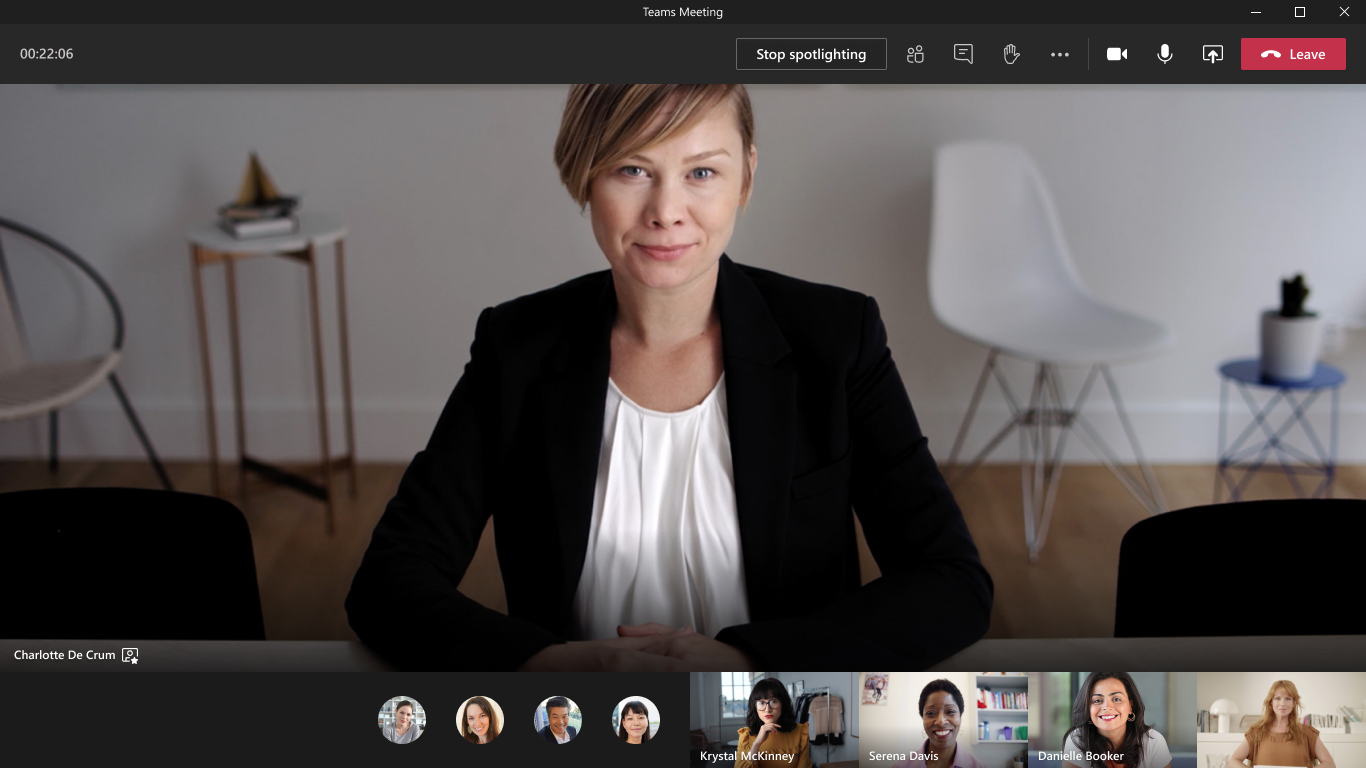 Teams Meeting
00:22:06
Stop spotlighting
Leave
Charlotte De Crum
Krystal McKinney
Serena Davis
Danielle Booker